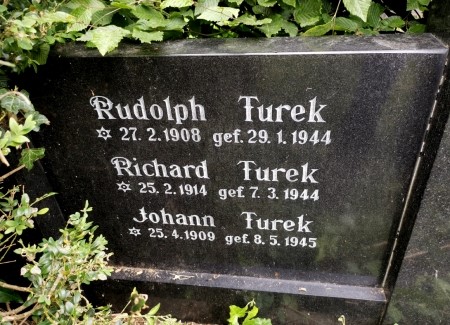 Rudolph Turek
✡ 27.2.1908 gef. 29.1.1944
Richard Turek
✡ 25.2.1914 gef. 7.3.1944
Johann Turek
✡ 25.4.1909 gef. 8.5.1945